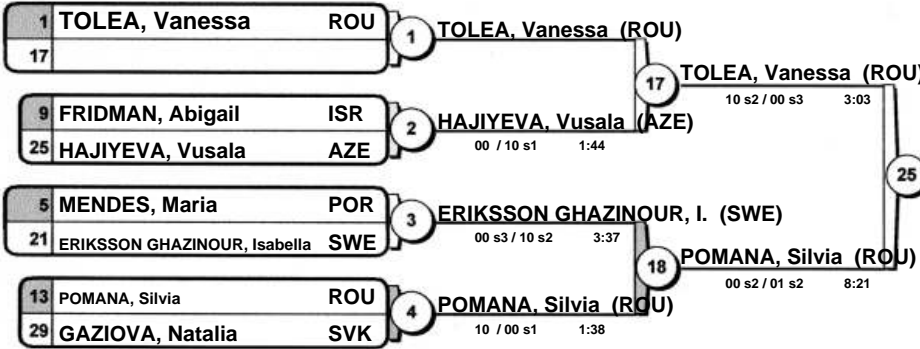 1 TOLEA, Vanessa ROU
17
1
TOLEA, Vanessa (ROU)
9 FRIDMAN, Abigail ISR
25 HAJIYEVA, Vusala AZE
2
HAJIYEVA, Vusala (AZE)
00 / 10 s1 1:44
17
TOLEA, Vanessa (ROU)
10 s2 / 00 s3 3:03
5 MENDES, Maria POR
21 ERIKSSON GHAZINOUR, Isabella SWE
3
ERIKSSON GHAZINOUR, I. (SWE)
00 s3 / 10 s2 3:37
13 POMANA, Silvia ROU
29 GAZIOVA, Natalia SVK
4
POMANA, Silvia (ROU)
10 / 00 s1 1:38
18
POMANA, Silvia (ROU)
00 s2 / 01 s2 8:21
25